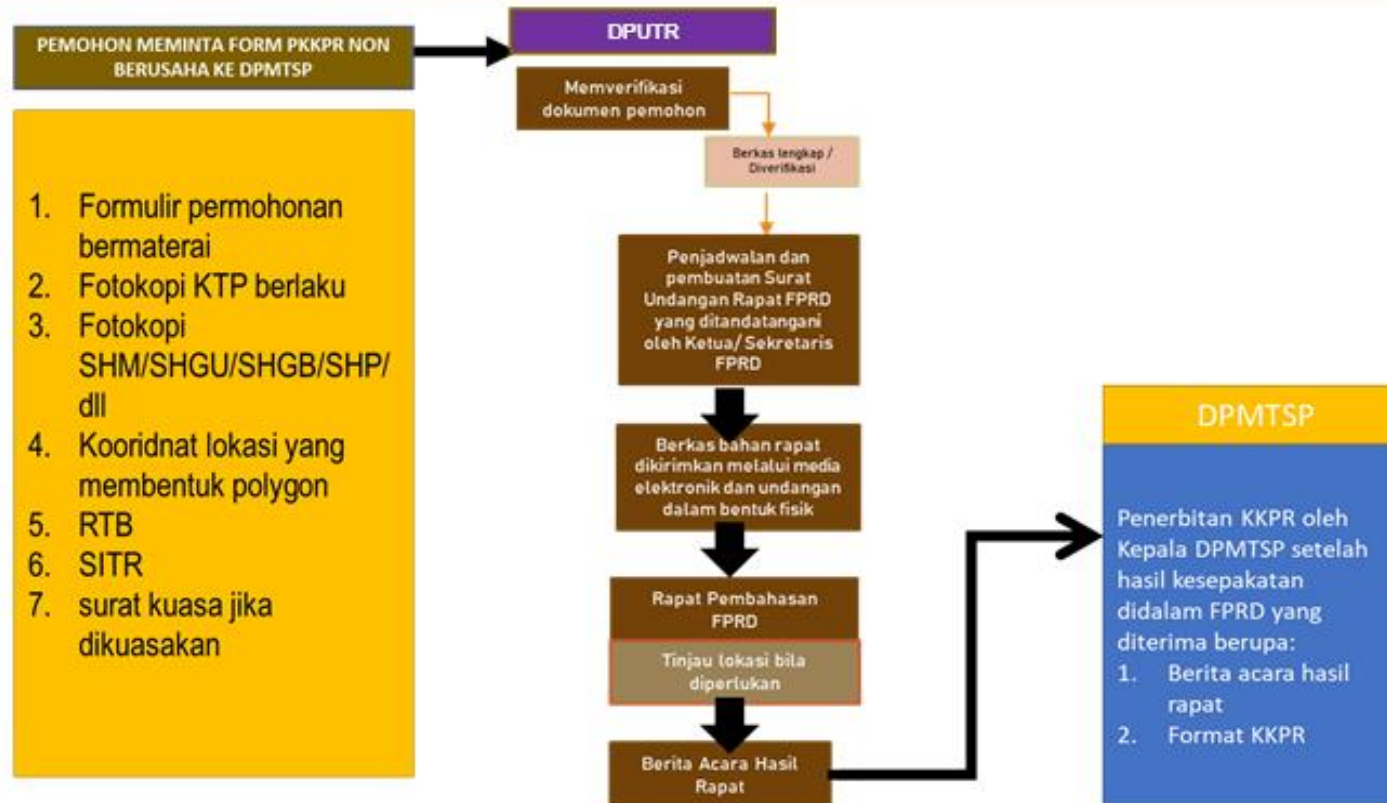 PEMOHON MEMINTA FORM PKKPR NON
BERUSAHA KE DPMTSP
1. Formulir permohonan
bermaterai
2. Fotokopi KTP berlaku
3. Fotokopi
SHM/SHGU/SHGB/SHP/
dll
4. Kooridnat lokasi yang
membentuk polygon
5. RTB
6. SITR
7. surat kuasa jika
dikuasakan
DPUTR
Memverifikasi
dokumen pemohon
Berkas lengkap /
Diverifikasi
Penjadwalan dan
pembuatan Surat
Undangan Rapat FPRD
yang ditandatangani
oleh Ketua/ Sekretaris
FPRD
Berkas bahan rapat
dikirimkan melalui media
elektronik dan undangan
dalam bentuk fisik
Rapat Pembahasan
FPRD
Tinjau lokasi bila
diperlukan
Berita Acara Hasil
Rapat
DPMTSP
Penerbitan KKPR oleh
Kepala DPMTSP setelah
hasil kesepakatan
didalam FPRD yang
diterima berupa:
1. Berita acara hasil
rapat
2. Format KKPR